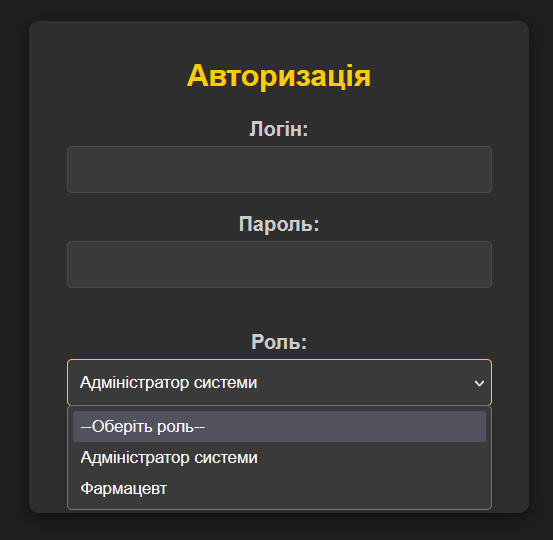 Авторизація
Логін:
Пароль:
Роль:
Адміністратор системи
--Оберіть роль--
Адміністратор системи
Фармацевт